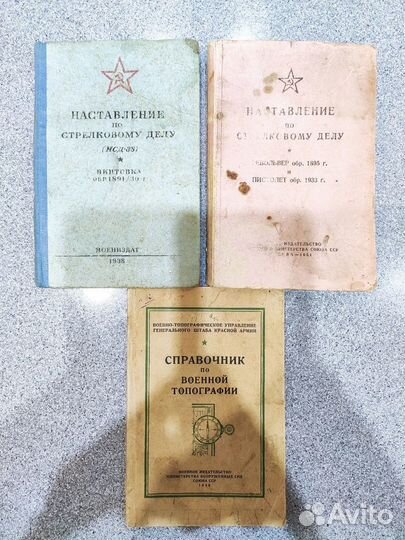 НАСТАВЛЕНИЕ
ПО
СТРЕЛКОВОМУ ДЕЛУ
(НСД-38)
ВИНТОВКА
ОБР. 1891/30 г.
ВОЕНИЗДАТ
1938
НАСТАВЛЕНИЕ
ПО
СТРЕЛКОВОМУ ДЕЛУ
РЕВОЛЬВЕР обр. 1895 г.
И
ПИСТОЛЕТ обр. 1933 г.
ИЗДАТЕЛЬСТВО
МИНИСТЕРСТВА СОЮЗА ССР
ВОЕННО-ТОПОГРАФИЧЕСКОЕ УПРАВЛЕНИЕ
ГЕНЕРАЛЬНОГО ШТАБА КРАСНОЙ АРМИИ
СПРАВОЧНИК
ПО
ВОЕННОЙ
ТОПОГРАФИИ
ВОЕННОЕ ИЗДАТЕЛЬСТВО
МИНИСТЕРСТВА ВООРУЖЕННЫХ СИЛ
СОЮЗА ССР
Avito